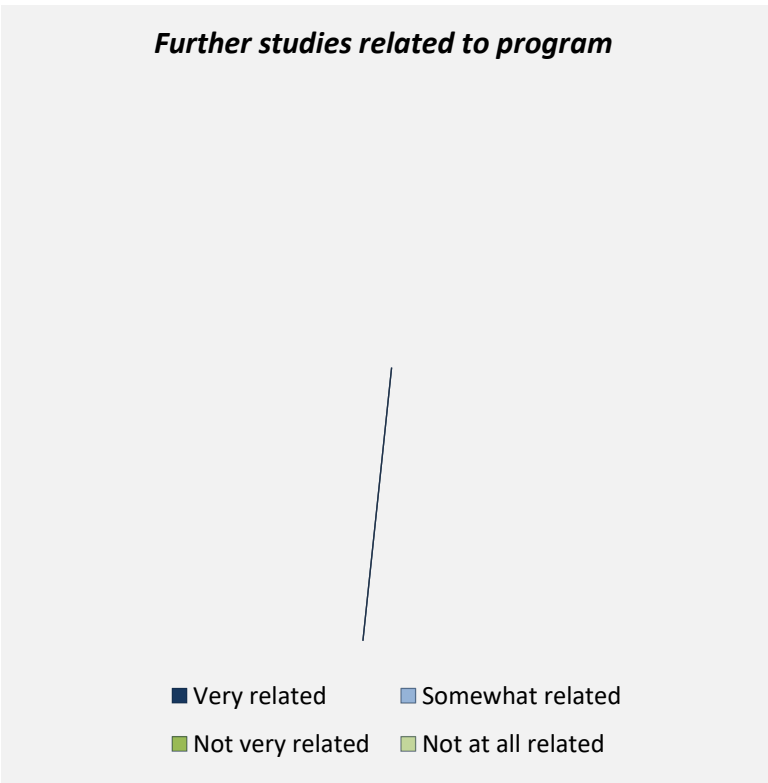 Further studies related to program
Very related Somewhat related
Not very related Not at all related